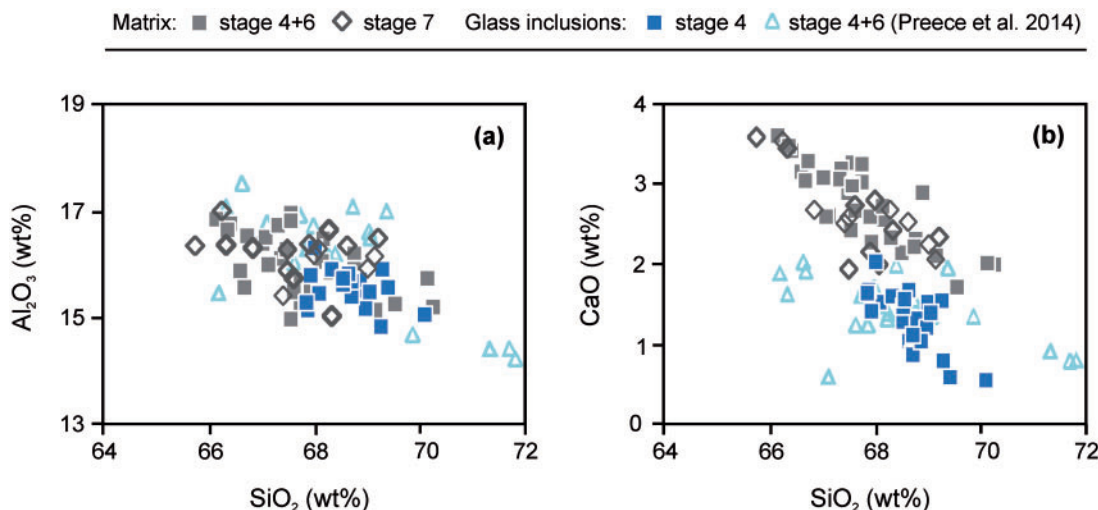 Matrix: stage 4+6 stage 7 Glass inclusions: stage 4 stage 4+6 (Preece et al. 2014)
19
17
15
13
Al₂O₃ (wt%)
(a)
64 66 68 70 72
SiO₂ (wt%)
4
3
2
1
0
CaO (wt%)
(b)
64 66 68 70 72
SiO₂ (wt%)